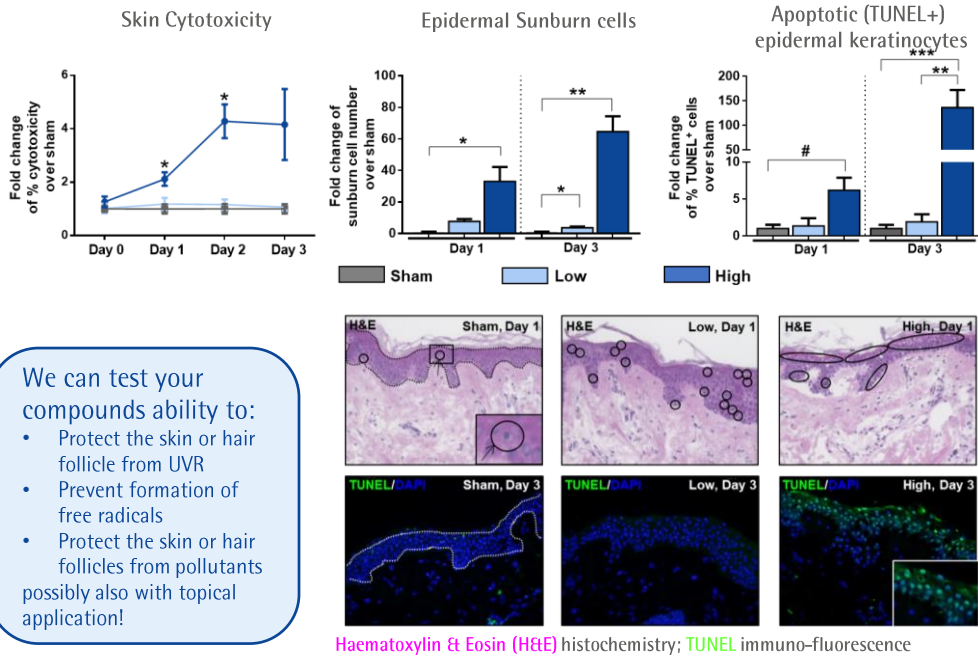 Skin Cytotoxicity
Epidermal Sunburn cells
Apoptotic (TUNEL+)
epidermal keratinocytes
Fold change
of % cytotoxicity
over sham
6
4
2
0
*
*
Day 0
Day 1
Day 2
Day 3
Fold change of
sunburn cell number
over sham
100
80
60
40
20
0
*
*
**
Day 1
Day 3
Fold change
of % TUNEL+ cells
over sham
200
150
100
50
10
5
0
#
***
**
Day 1
Day 3
Sham
Low
High
H&E
Sham, Day 1
H&E
Low, Day 1
H&E
High, Day 1
TUNEL/DAPI
Sham, Day 3
TUNEL/DAPI
Low, Day 3
TUNEL/DAPI
High, Day 3
We can test your
compounds ability to:
• Protect the skin or hair
follicle from UVR
• Prevent formation of
free radicals
• Protect the skin or hair
follicles from pollutants
possibly also with topical
application!
Haematoxylin & Eosin (H&E) histochemistry; TUNEL immuno-fluorescence